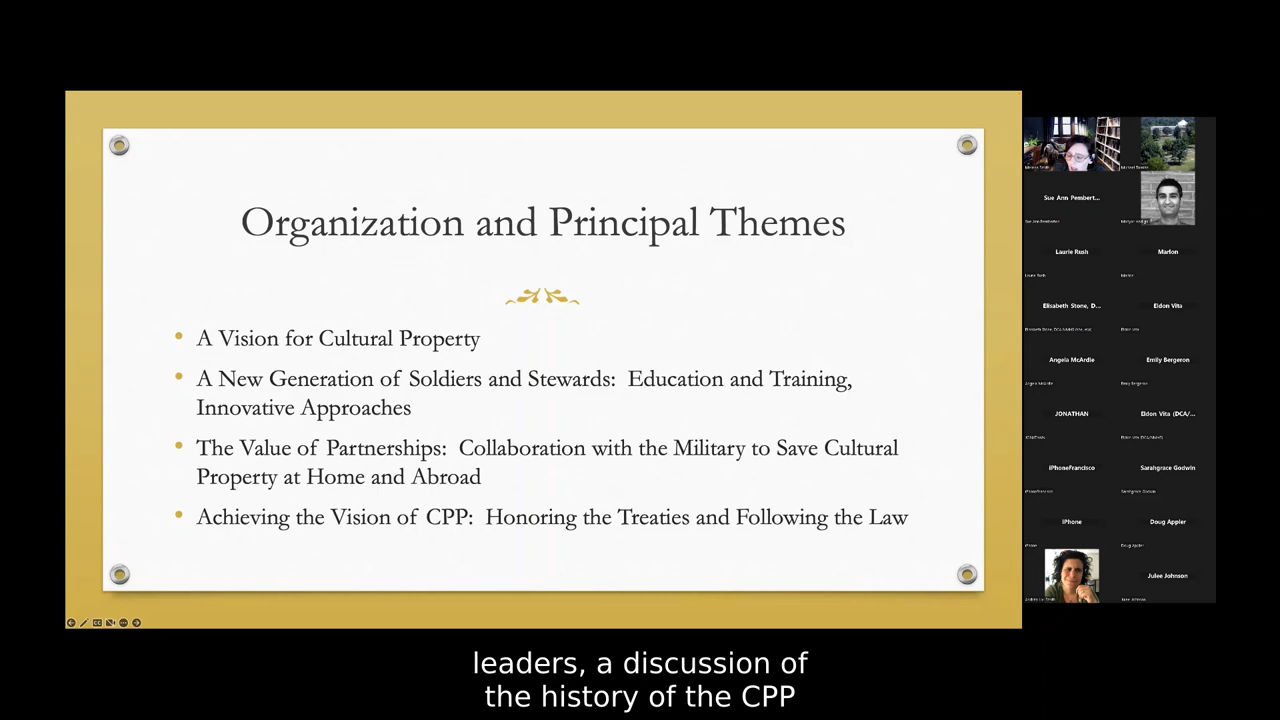 Organization and Principal Themes
A Vision for Cultural Property
A New Generation of Soldiers and Stewards: Education and Training,
Innovative Approaches
The Value of Partnerships: Collaboration with the Military to Save Cultural
Property at Home and Abroad
Achieving the Vision of CPP: Honoring the Treaties and Following the Law
Sue Ann Pembert...
Laurie Rush
Marlon
Elisabeth Stone, D...
Eldon Vita
Angela McArdle
Emily Bergeron
JONATHAN
Eldon Vita (DCA/...
iPhoneFrancisco
Sarahgrace Godwin
iPhone
Doug Appler
Julee Johnson
leaders, a discussion of
the history of the CPP